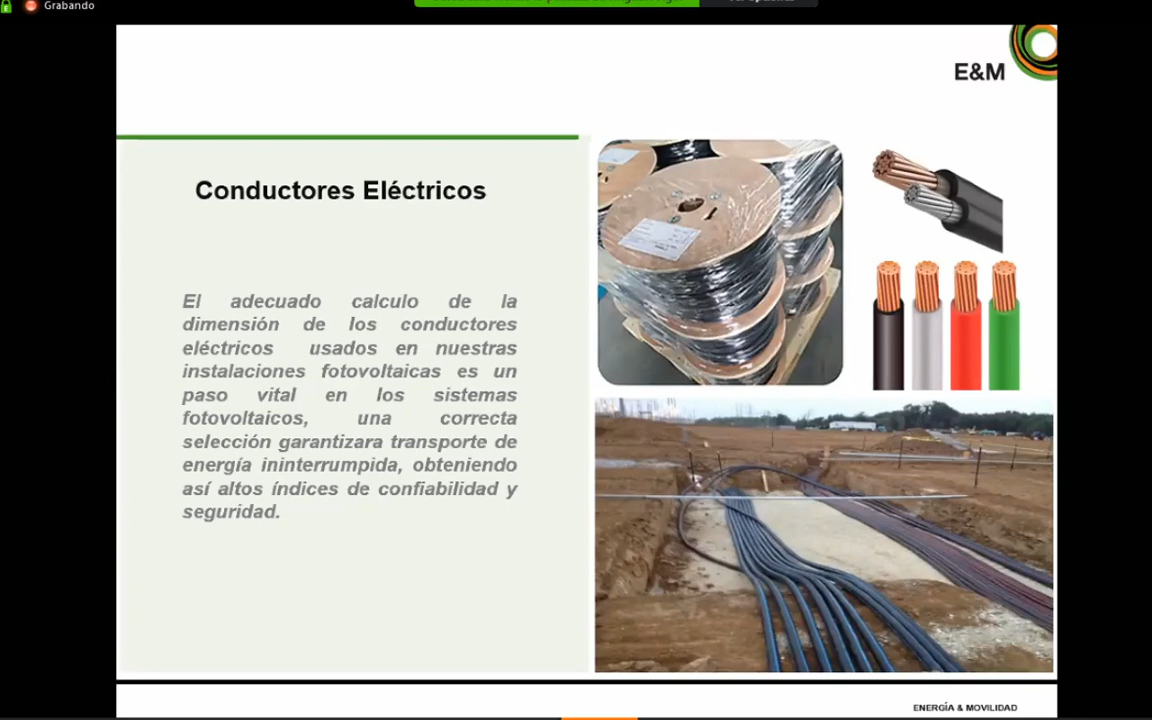 Grabando
E&M
Conductores Eléctricos
El adecuado calculo de la
dimensión de los conductores
eléctricos usados en nuestras
instalaciones fotovoltaicas es un
paso vital en los sistemas
fotovoltaicos, una correcta
selección garantizara transporte de
energía ininterrumpida, obteniendo
así altos índices de confiabilidad y
seguridad.
ENERGÍA & MOVILIDAD